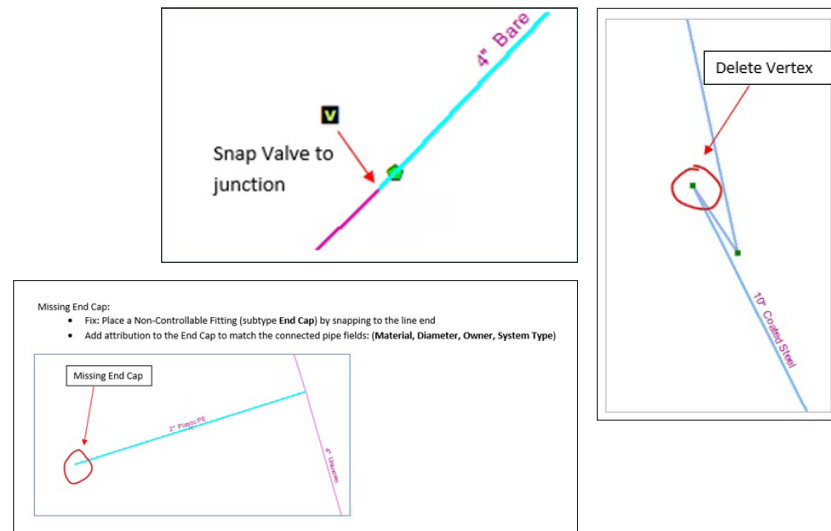 4" Bare
V
Snap Valve to
junction
Delete Vertex
10" Coated Steel
Missing End Cap:
• Fix: Place a Non-Controllable Fitting (subtype End Cap) by snapping to the line end
• Add attribution to the End Cap to match the connected pipe fields: (Material, Diameter, Owner, System Type)
Missing End Cap
2" Plastic PE
4" Unknown